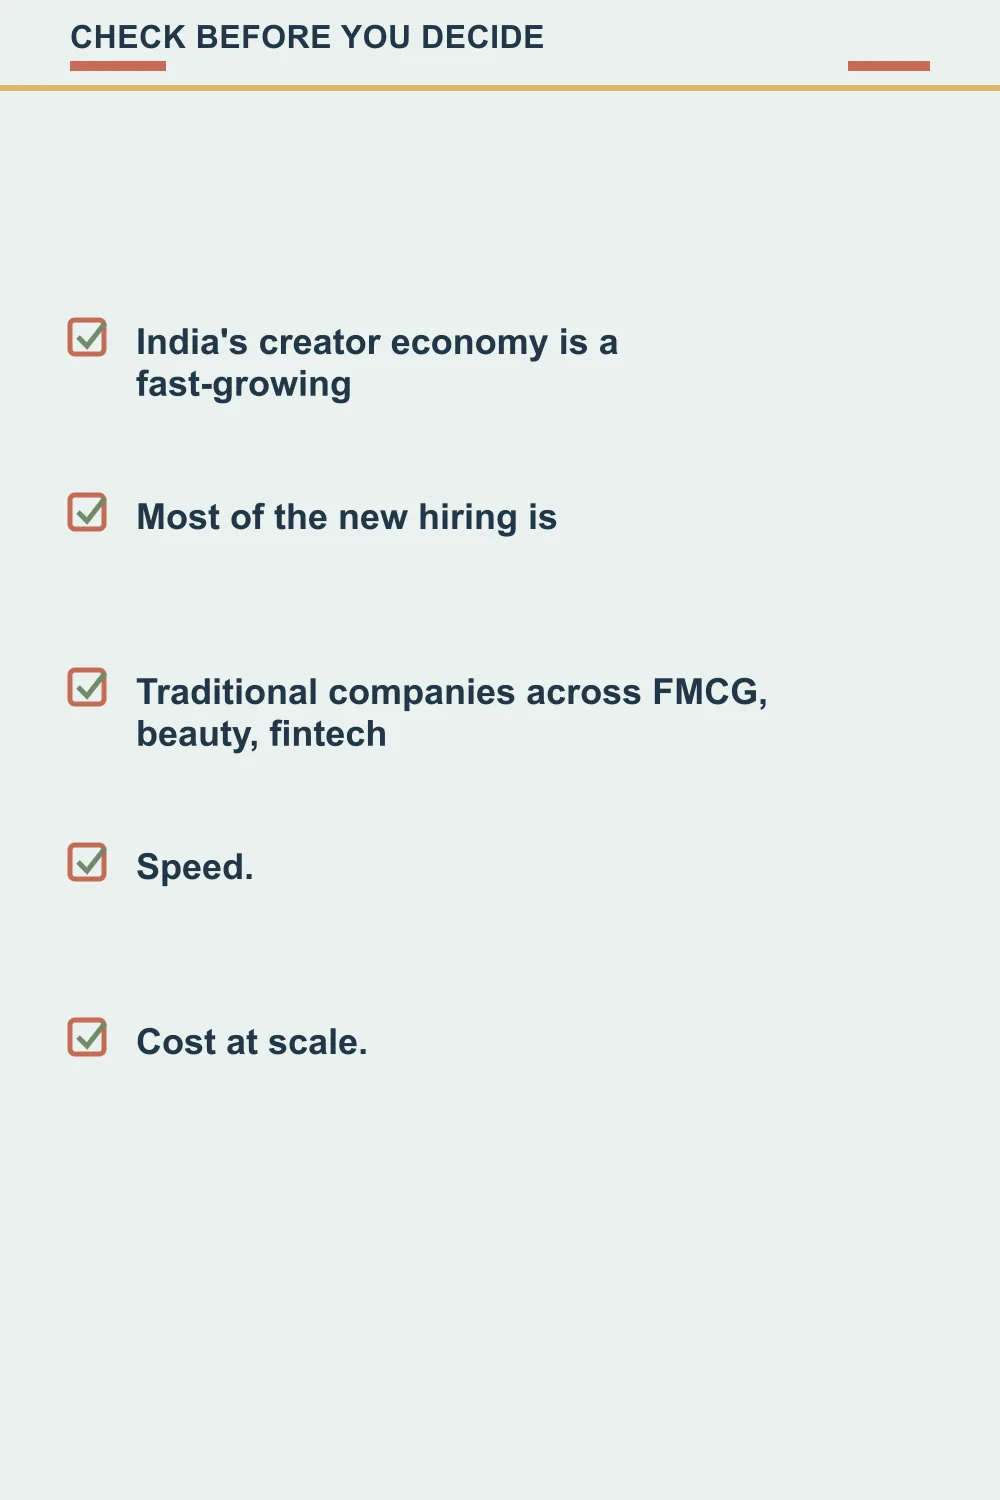 CHECK BEFORE YOU DECIDE
India's creator economy is a
fast-growing
Most of the new hiring is
Traditional companies across FMCG,
beauty, fintech
Speed.
Cost at scale.